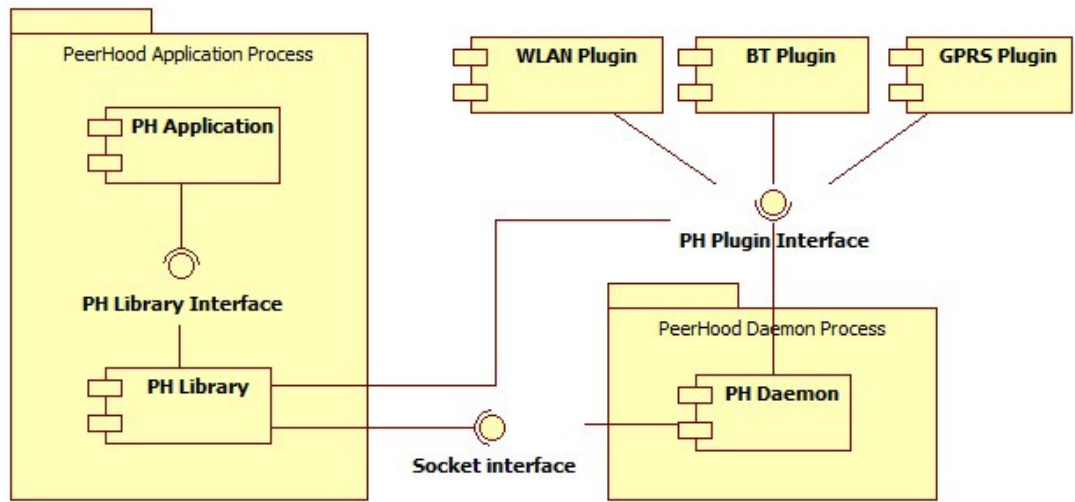 PeerHood Application Process
WLAN Plugin
BT Plugin
GPRS Plugin
PH Application
PH Plugin Interface
PH Library Interface
PeerHood Daemon Process
PH Library
PH Daemon
Socket interface